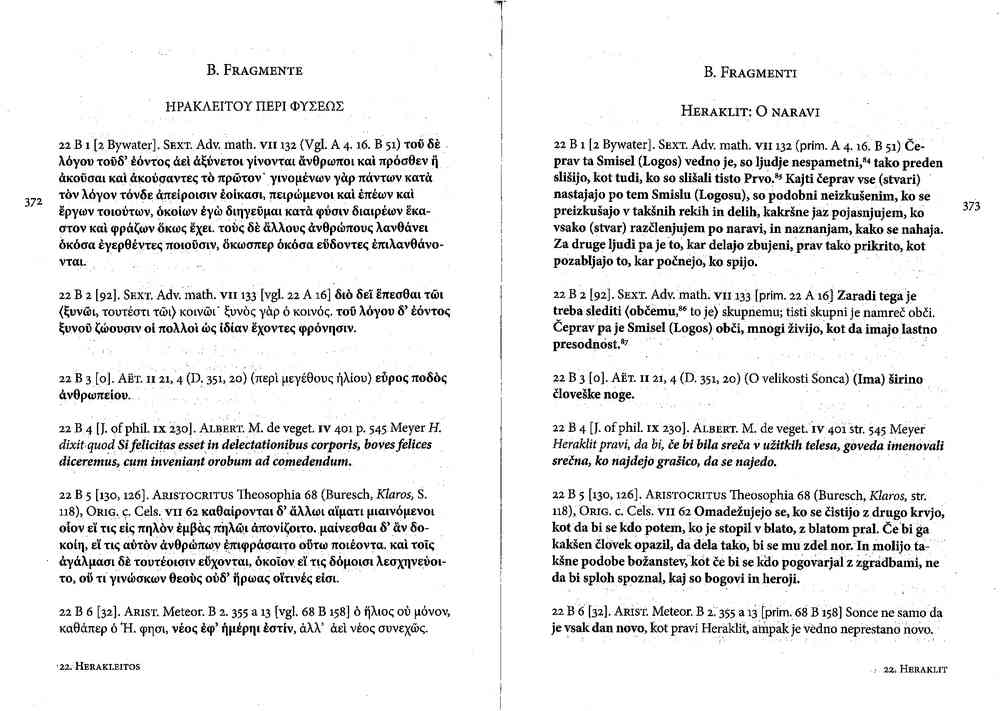 B. Fragmente
ΗΡΑΚΛΕΙΤΟΥ ΠΕΡΙ ΦΥΣΕΩΣ
22 B 1 [2 Bywater]. Sext. Adv. math. VII 132 (Vgl. A 4. 16. B 51) τοῦ δὲ
λόγου τοῦδ’ ἐόντος ἀεὶ ἀξύνετοι γίνονται ἄνθρωποι καὶ πρόσθεν ἢ
ἀκοῦσαι καὶ ἀκούσαντες τὸ πρῶτον˙ γινομένων γὰρ πάντων κατὰ
τὸν λόγον τόνδε ἀπείροισιν ἐοίκασι, πειρώμενοι καὶ ἐπέων καὶ
ἔργων τοιούτων, ὁκοίων ἐγὼ διηγεῦμαι κατὰ φύσιν διαιρέων ἕκα-
στον καὶ φράζων ὅκως ἔχει. τοὺς δὲ ἄλλους ἀνθρώπους λανθάνει
ὁκόσα ἐγερθέντες ποιοῦσιν, ὅκωσπερ ὁκόσα εὕδοντες ἐπιλανθάνο-
νται.
372
22 B 2 [92]. Sext. Adv. math. VII 133 [vgl. 22 A 16] διὸ δεῖ ἕπεσθαι τῶι
⟨ξυνῶι, τουτέστι τῶι⟩ κοινῶι˙ ξυνὸς γὰρ ὁ κοινός. τοῦ λόγου δ’ ἐόντος
ξυνοῦ ζώουσιν οἱ πολλοὶ ὡς ἰδίαν ἔχοντες φρόνησιν.
22 B 3 [0]. Aët. II 21, 4 (D. 351, 20) (περὶ μεγέθους ἡλίου) εὖρος ποδὸς
ἀνθρωπείου.
22 B 4 [J. of phil. IX 230]. Albert. M. de veget. IV 401 p. 545 Meyer H.
dixit quod Si felicitas esset in delectationibus corporis, boves felices
diceremus, cum inveniant orobum ad comedendum.
22 B 5 [130, 126]. Aristocritus Theosophia 68 (Buresch, Klaros, S.
118), Orig. c. Cels. VII 62 καθαίρονται δ’ ἄλλωι αἵματι μιαινόμενοι
οἷον εἴ τις εἰς πηλὸν ἐμβὰς πηλῶι ἀπονίζοιτο. μαίνεσθαι δ’ ἂν δο-
κοίη, εἴ τις αὐτὸν ἀνθρώπων ἐπιφράσαιτο οὕτω ποιέοντα. καὶ τοῖς
ἀγάλμασι δὲ τουτέοισιν εὔχονται, ὁκοῖον εἴ τις δόμοισι λεσχηνεύοι-
το, οὔ τι γινώσκων θεοὺς οὐδ’ ἥρωας οἵτινές εἰσι.
22 B 6 [32]. Arist. Meteor. B 2. 355 a 13 [vgl. 68 B 158] ὁ ἥλιος οὐ μόνον,
καθάπερ ὁ Ἡ. φησι, νέος ἐφ’ ἡμέρηι ἐστίν, ἀλλ’ ἀεὶ νέος συνεχῶς.
22. Herakleitos
B. Fragmenti
Heraklit: O naravi
22 B 1 [2 Bywater]. Sext. Adv. math. VII 132 (prim. A 4. 16. B 51) Če-
prav ta Smisel (Logos) vedno je, so ljudje nespametni,⁸⁴ tako preden
slišijo, kot tudi, ko so slišali tisto Prvo.⁸⁵ Kajti čeprav vse (stvari)
nastajajo po tem Smislu (Logosu), so podobni neizkušenim, ko se
preizkušajo v takšnih rekih in delih, kakršne jaz pojasnjujem, ko
vsako (stvar) razčlenjujem po naravi, in naznanjam, kako se nahaja.
Za druge ljudi pa je to, kar delajo zbujeni, prav tako prikrito, kot
pozabljajo to, kar počnejo, ko spijo.
373
22 B 2 [92]. Sext. Adv. math. VII 133 [prim. 22 A 16] Zaradi tega je
treba slediti ⟨občemu,⁸⁶ to je⟩ skupnemu; tisti skupni je namreč obči.
Čeprav pa je Smisel (Logos) obči, mnogi živijo, kot da imajo lastno
presodnost.⁸⁷
22 B 3 [0]. Aët. II 21, 4 (D. 351, 20) (O velikosti Sonca) (Ima) širino
človeške noge.
22 B 4 [J. of phil. IX 230]. Albert. M. de veget. IV 401 str. 545 Meyer
Heraklit pravi, da bi, če bi bila sreča v užitkih telesa, goveda imenovali
srečna, ko najdejo grašico, da se najedo.
22 B 5 [130, 126]. Aristocritus Theosophia 68 (Buresch, Klaros, str.
118), Orig. c. Cels. VII 62 Omadežujejo se, ko se čistijo z drugo krvjo,
kot da bi se kdo potem, ko je stopil v blato, z blatom pral. Če bi ga
kakšen človek opazil, da dela tako, bi se mu zdel nor. In molijo ta-
kšne podobe božanstev, kot če bi se kdo pogovarjal z zgradbami, ne
da bi sploh spoznal, kaj so bogovi in heroji.
22 B 6 [32]. Arist. Meteor. B 2. 355 a 13 [prim. 68 B 158] Sonce ne samo da
je vsak dan novo, kot pravi Heraklit, ampak je vedno neprestano novo.
22. Heraklit